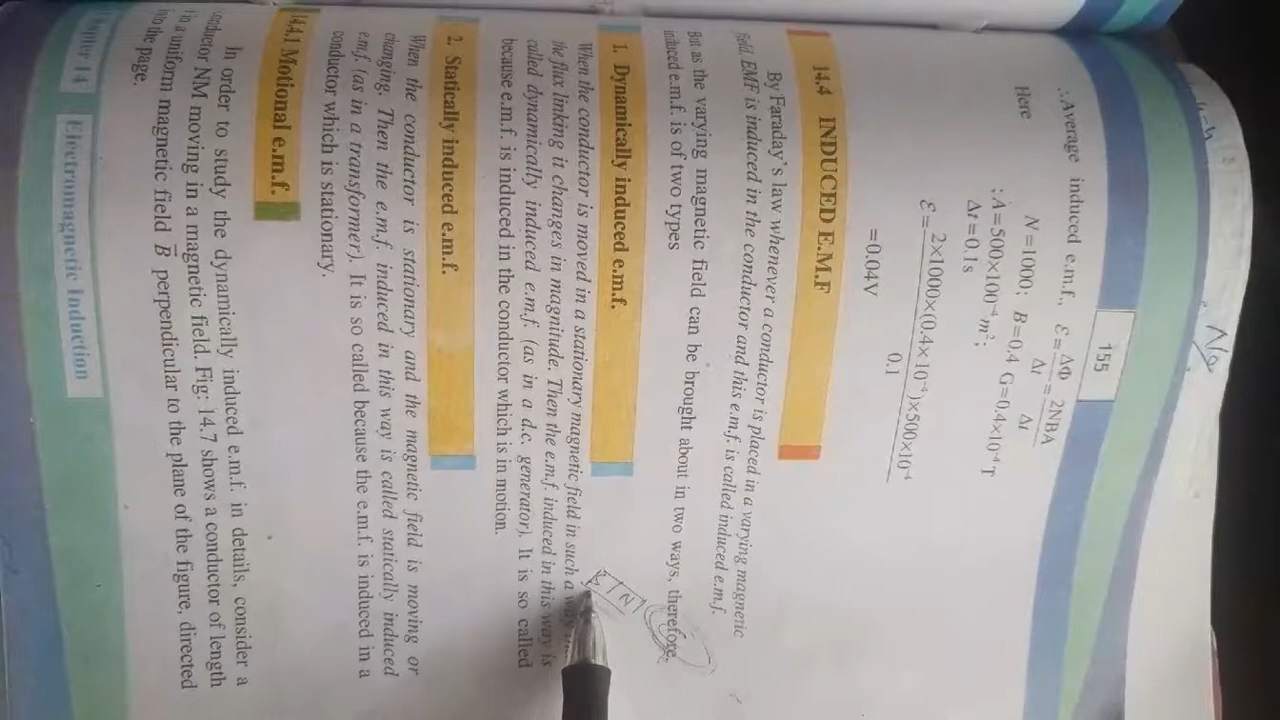 155
∴ Average induced e.m.f., ε = ΔΦ/Δt = 2NBA/Δt
Here
N = 1000; B = 0.4 G = 0.4×10⁻⁴ T
; A = 500×100⁻⁴ m²;
Δt = 0.1s
ε = 2×1000×(0.4×10⁻⁴)×500×10⁻⁴ / 0.1
= 0.04V
14.4 INDUCED E.M.F
By Faraday's law whenever a conductor is placed in a varying magnetic
field, EMF is induced in the conductor and this e.m.f. is called induced e.m.f.
But as the varying magnetic field can be brought about in two ways, therefore
induced e.m.f. is of two types
1. Dynamically induced e.m.f.
When the conductor is moved in a stationary magnetic field in such a way
the flux linking it changes in magnitude. Then the e.m.f. induced in this way is
called dynamically induced e.m.f. (as in a d.c. generator). It is so called
because e.m.f. is induced in the conductor which is in motion.
2. Statically induced e.m.f.
When the conductor is stationary and the magnetic field is moving or
changing. Then the e.m.f. induced in this way is called statically induced
e.m.f. (as in a transformer). It is so called because the e.m.f. is induced in a
conductor which is stationary.
14.4.1 Motional e.m.f.
In order to study the dynamically induced e.m.f. in details, consider a
conductor NM moving in a magnetic field. Fig: 14.7 shows a conductor of length
in a uniform magnetic field B⃗ perpendicular to the plane of the figure, directed
into the page.
Chapter 14 Electromagnetic Induction